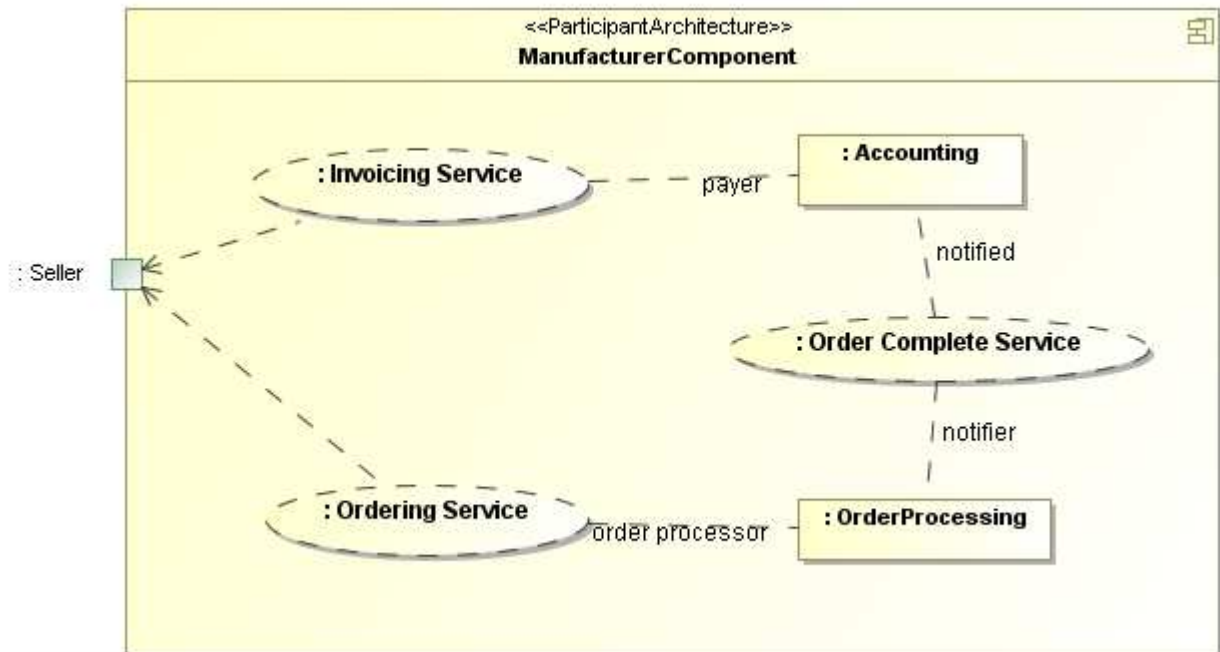 <<ParticipantArchitecture>>
ManufacturerComponent
: Invoicing Service
: Accounting
payer
notified
: Seller
: Order Complete Service
notifier
: Ordering Service
: OrderProcessing
order processor